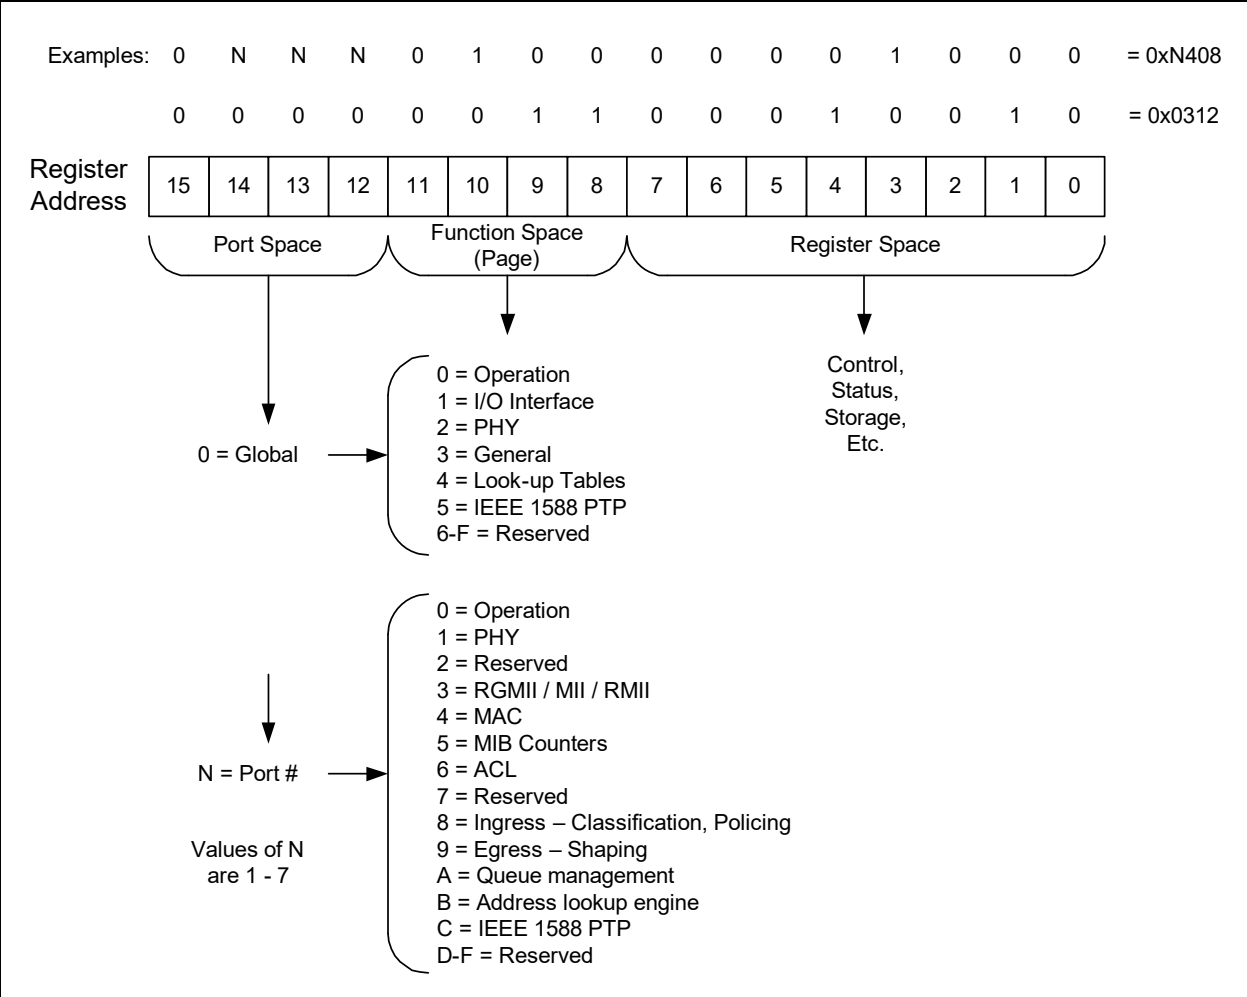 Examples: 0 N N N 0 1 0 0 0 0 0 0 1 0 0 0 = 0xN408
0 0 0 0 0 0 1 1 0 0 0 1 0 0 1 0 = 0x0312
Register
Address
15 14 13 12 11 10 9 8 7 6 5 4 3 2 1 0
Port Space
Function Space
(Page)
Register Space
Control,
Status,
Storage,
Etc.
0 = Global
0 = Operation
1 = I/O Interface
2 = PHY
3 = General
4 = Look-up Tables
5 = IEEE 1588 PTP
6-F = Reserved
N = Port #
Values of N
are 1 - 7
0 = Operation
1 = PHY
2 = Reserved
3 = RGMII / MII / RMII
4 = MAC
5 = MIB Counters
6 = ACL
7 = Reserved
8 = Ingress – Classification, Policing
9 = Egress – Shaping
A = Queue management
B = Address lookup engine
C = IEEE 1588 PTP
D-F = Reserved